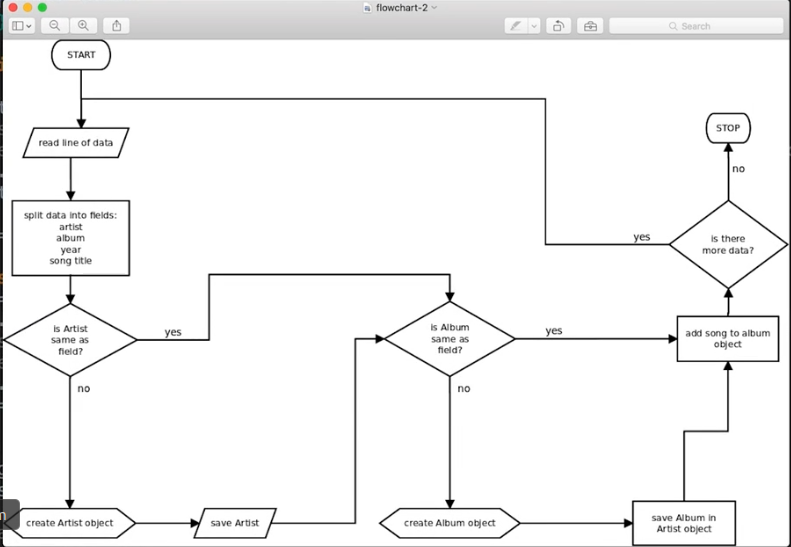 flowchart-2
Search
START
read line of data
split data into fields:
artist
album
year
song title
is Artist
same as
field?
yes
no
create Artist object
save Artist
is Album
same as
field?
yes
no
create Album object
save Album in
Artist object
add song to album
object
is there
more data?
yes
no
STOP